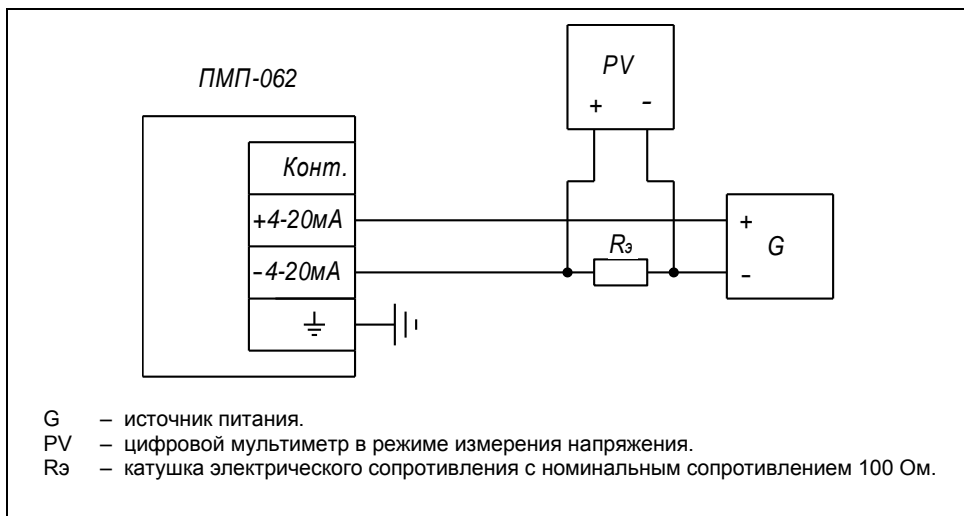 ПМП-062
PV
+ -
Конт.
+4-20мА
-4-20мА
Rэ
+
G
-
G – источник питания.
PV – цифровой мультиметр в режиме измерения напряжения.
Rэ – катушка электрического сопротивления с номинальным сопротивлением 100 Ом.